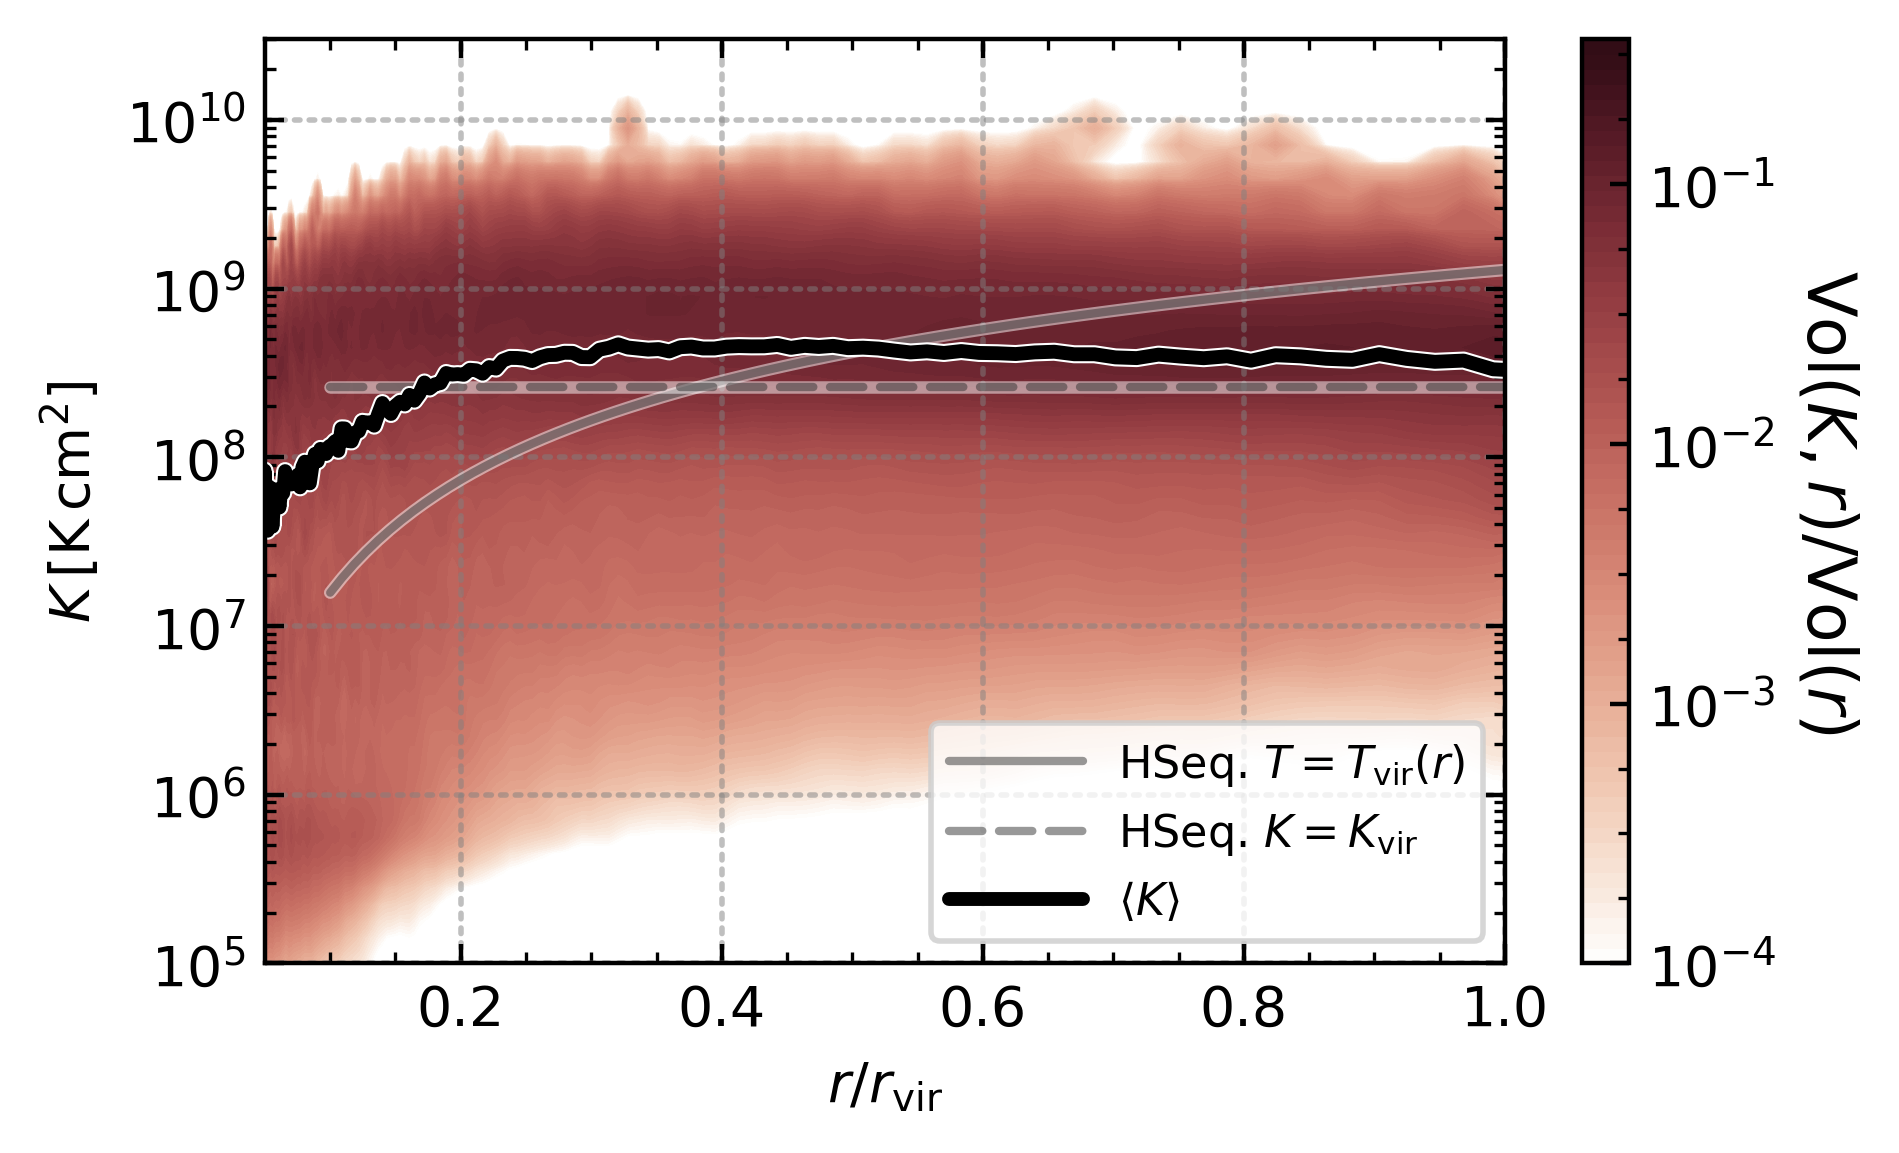 10^10
10^9
10^8
10^7
10^6
10^5
K [K cm^2]
0.2 0.4 0.6 0.8 1.0
r/r_vir
HSeq. T = T_vir(r)
HSeq. K = K_vir
⟨K⟩
10^−1
10^−2
10^−3
10^−4
Vol(K, r)/Vol(r)